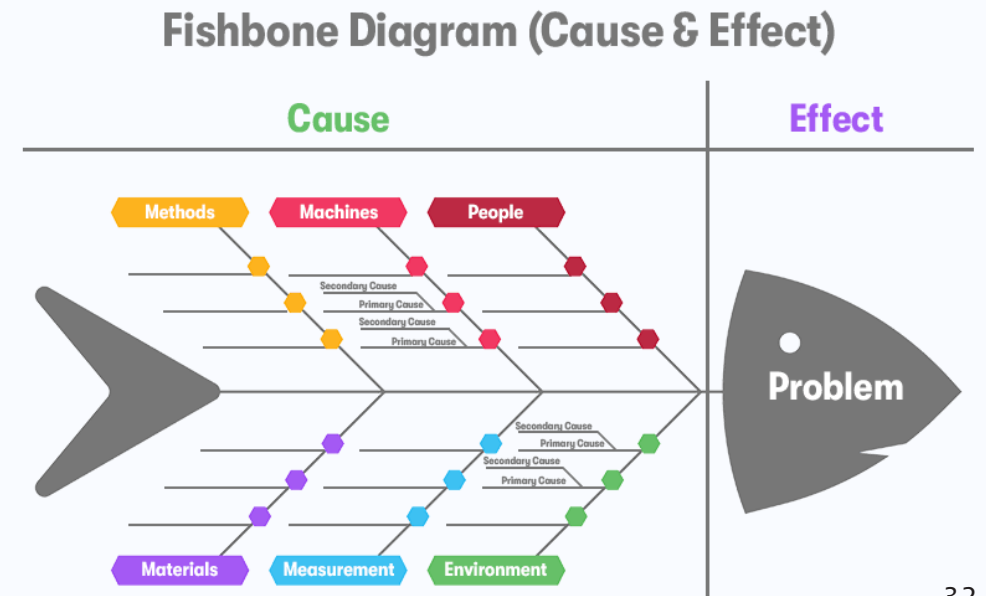 Fishbone Diagram (Cause & Effect)
Cause
Effect
Methods
Machines
People
Secondary Cause
Primary Cause
Secondary Cause
Primary Cause
Problem
Secondary Cause
Primary Cause
Secondary Cause
Primary Cause
Materials
Measurement
Environment